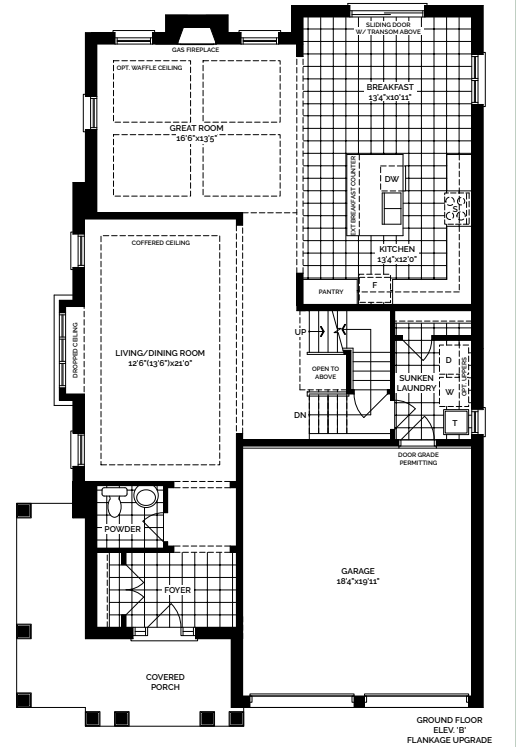 SLIDING DOOR
W/ TRANSOM ABOVE
GAS FIREPLACE
OPT. WAFFLE CEILING
BREAKFAST
13'4"x10'11"
GREAT ROOM
16'6"x13'5"
EXT BREAKFAST COUNTER
DW
S
COFFERED CEILING
KITCHEN
13'4"x12'0"
PANTRY
F
UP
DROPPED CEILING
LIVING/DINING ROOM
12'6"(13'6")x21'0"
OPEN TO
ABOVE
SUNKEN
LAUNDRY
D
W
OPT. UPPERS
T
DN
DOOR GRADE
PERMITTING
POWDER
FOYER
GARAGE
18'4"x19'11"
COVERED
PORCH
GROUND FLOOR
ELEV. 'B'
FLANKAGE UPGRADE